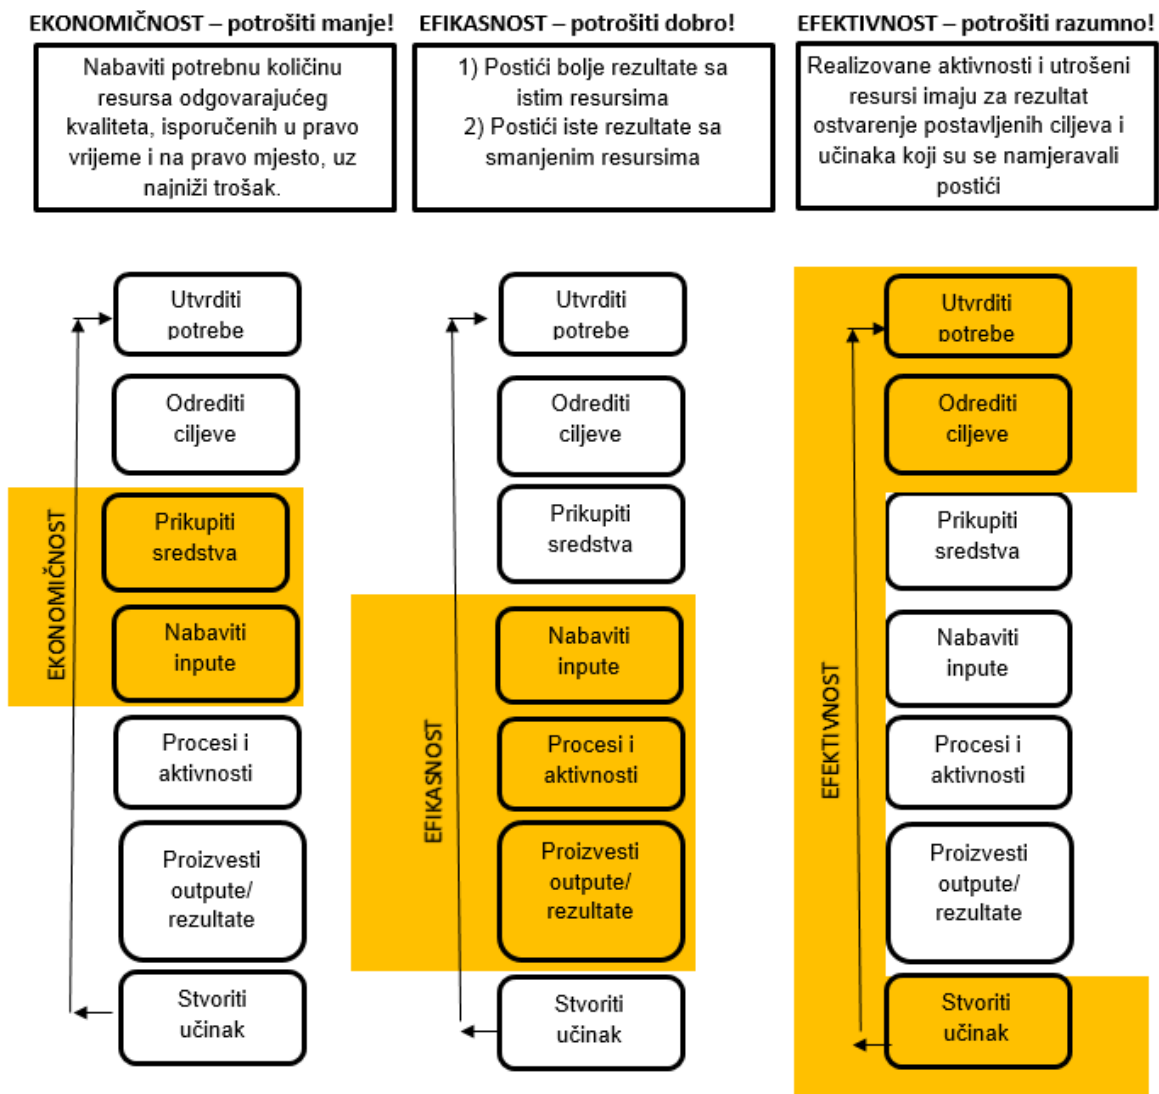 EKONOMIČNOST – potrošiti manje!
Nabaviti potrebnu količinu
resursa odgovarajućeg
kvaliteta, isporučenih u pravo
vrijeme i na pravo mjesto, uz
najniži trošak.
EFIKASNOST – potrošiti dobro!
1) Postići bolje rezultate sa
istim resursima
2) Postići iste rezultate sa
smanjenim resursima
EFEKTIVNOST – potrošiti razumno!
Realizovane aktivnosti i utrošeni
resursi imaju za rezultat
ostvarenje postavljenih ciljeva i
učinaka koji su se namjeravali
postići
EKONOMIČNOST
Utvrditi
potrebe
Odrediti
ciljeve
Prikupiti
sredstva
Nabaviti
inpute
Procesi i
aktivnosti
Proizvesti
outpute/
rezultate
Stvoriti
učinak
EFIKASNOST
Utvrditi
potrebe
Odrediti
ciljeve
Prikupiti
sredstva
Nabaviti
inpute
Procesi i
aktivnosti
Proizvesti
outpute/
rezultate
Stvoriti
učinak
EFEKTIVNOST
Utvrditi
potrebe
Odrediti
ciljeve
Prikupiti
sredstva
Nabaviti
inpute
Procesi i
aktivnosti
Proizvesti
outpute/
rezultate
Stvoriti
učinak